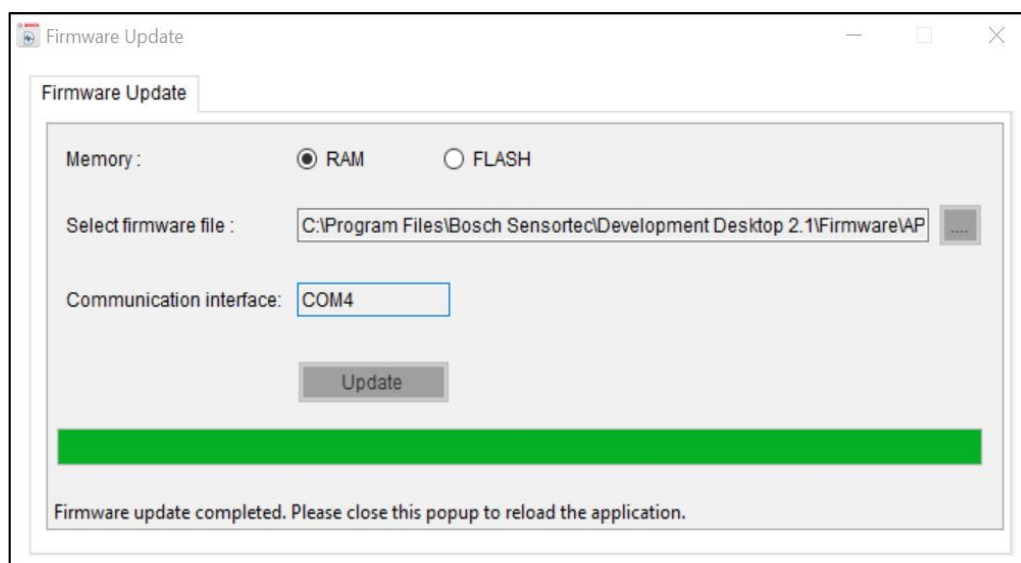 BOSCH
Firmware Update
Firmware Update
Memory : RAM FLASH
Select firmware file : C:\Program Files\Bosch Sensortec\Development Desktop 2.1\Firmware\AP ....
Communication interface: COM4
Update
Firmware update completed. Please close this popup to reload the application.